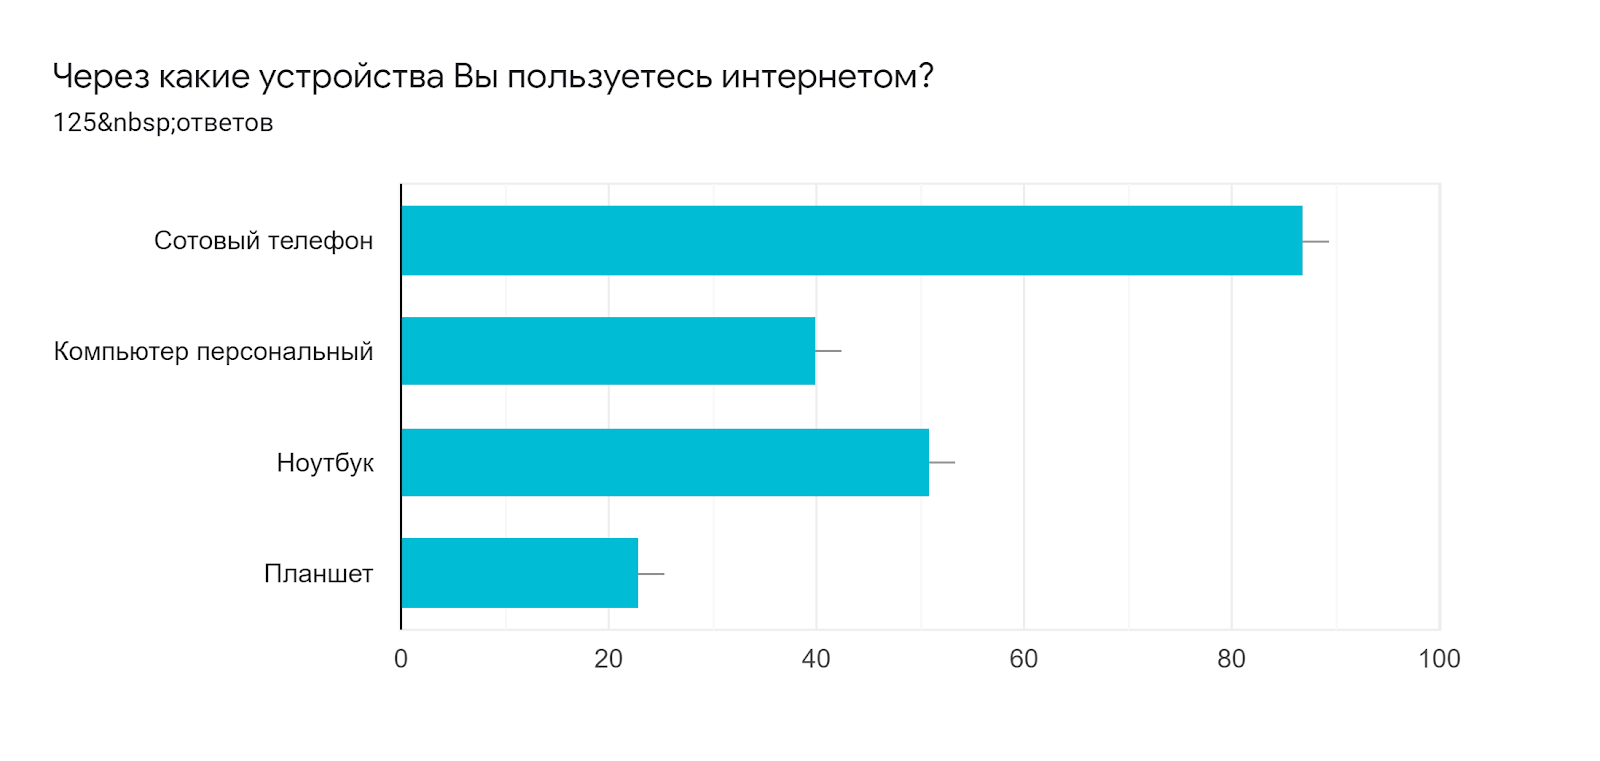 Через какие устройства Вы пользуетесь интернетом?
125&nbsp;ответов
Сотовый телефон
Компьютер персональный
Ноутбук
Планшет
0 20 40 60 80 100